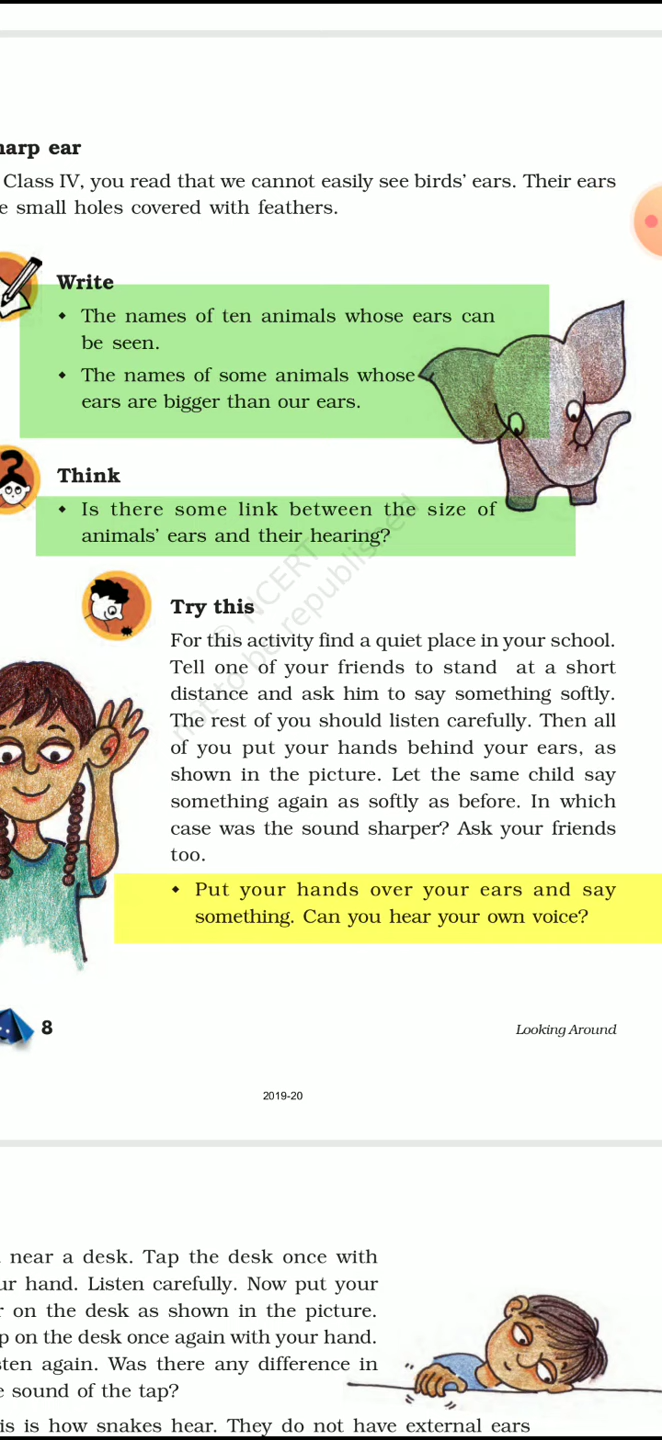 harp ear
Class IV, you read that we cannot easily see birds' ears. Their ears
e small holes covered with feathers.
Write
• The names of ten animals whose ears can
be seen.
• The names of some animals whose
ears are bigger than our ears.
Think
• Is there some link between the size of
animals' ears and their hearing?
© NCERT
not to be republished
Try this
For this activity find a quiet place in your school.
Tell one of your friends to stand at a short
distance and ask him to say something softly.
The rest of you should listen carefully. Then all
of you put your hands behind your ears, as
shown in the picture. Let the same child say
something again as softly as before. In which
case was the sound sharper? Ask your friends
too.
• Put your hands over your ears and say
something. Can you hear your own voice?
8
Looking Around
2019-20
near a desk. Tap the desk once with
ur hand. Listen carefully. Now put your
r on the desk as shown in the picture.
p on the desk once again with your hand.
sten again. Was there any difference in
e sound of the tap?
is is how snakes hear. They do not have external ears